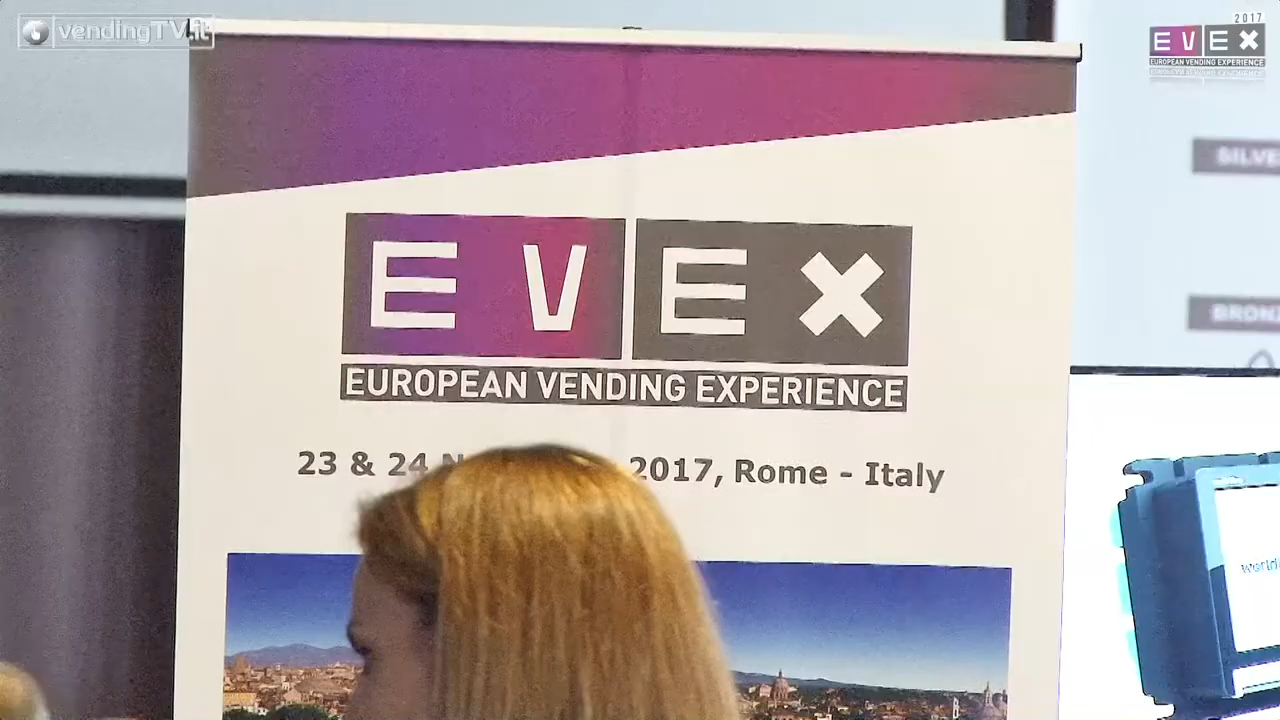 vendingTV.it
2017
EVEX
EUROPEAN VENDING EXPERIENCE
EVEX
EUROPEAN VENDING EXPERIENCE
23 & 24 2017, Rome - Italy